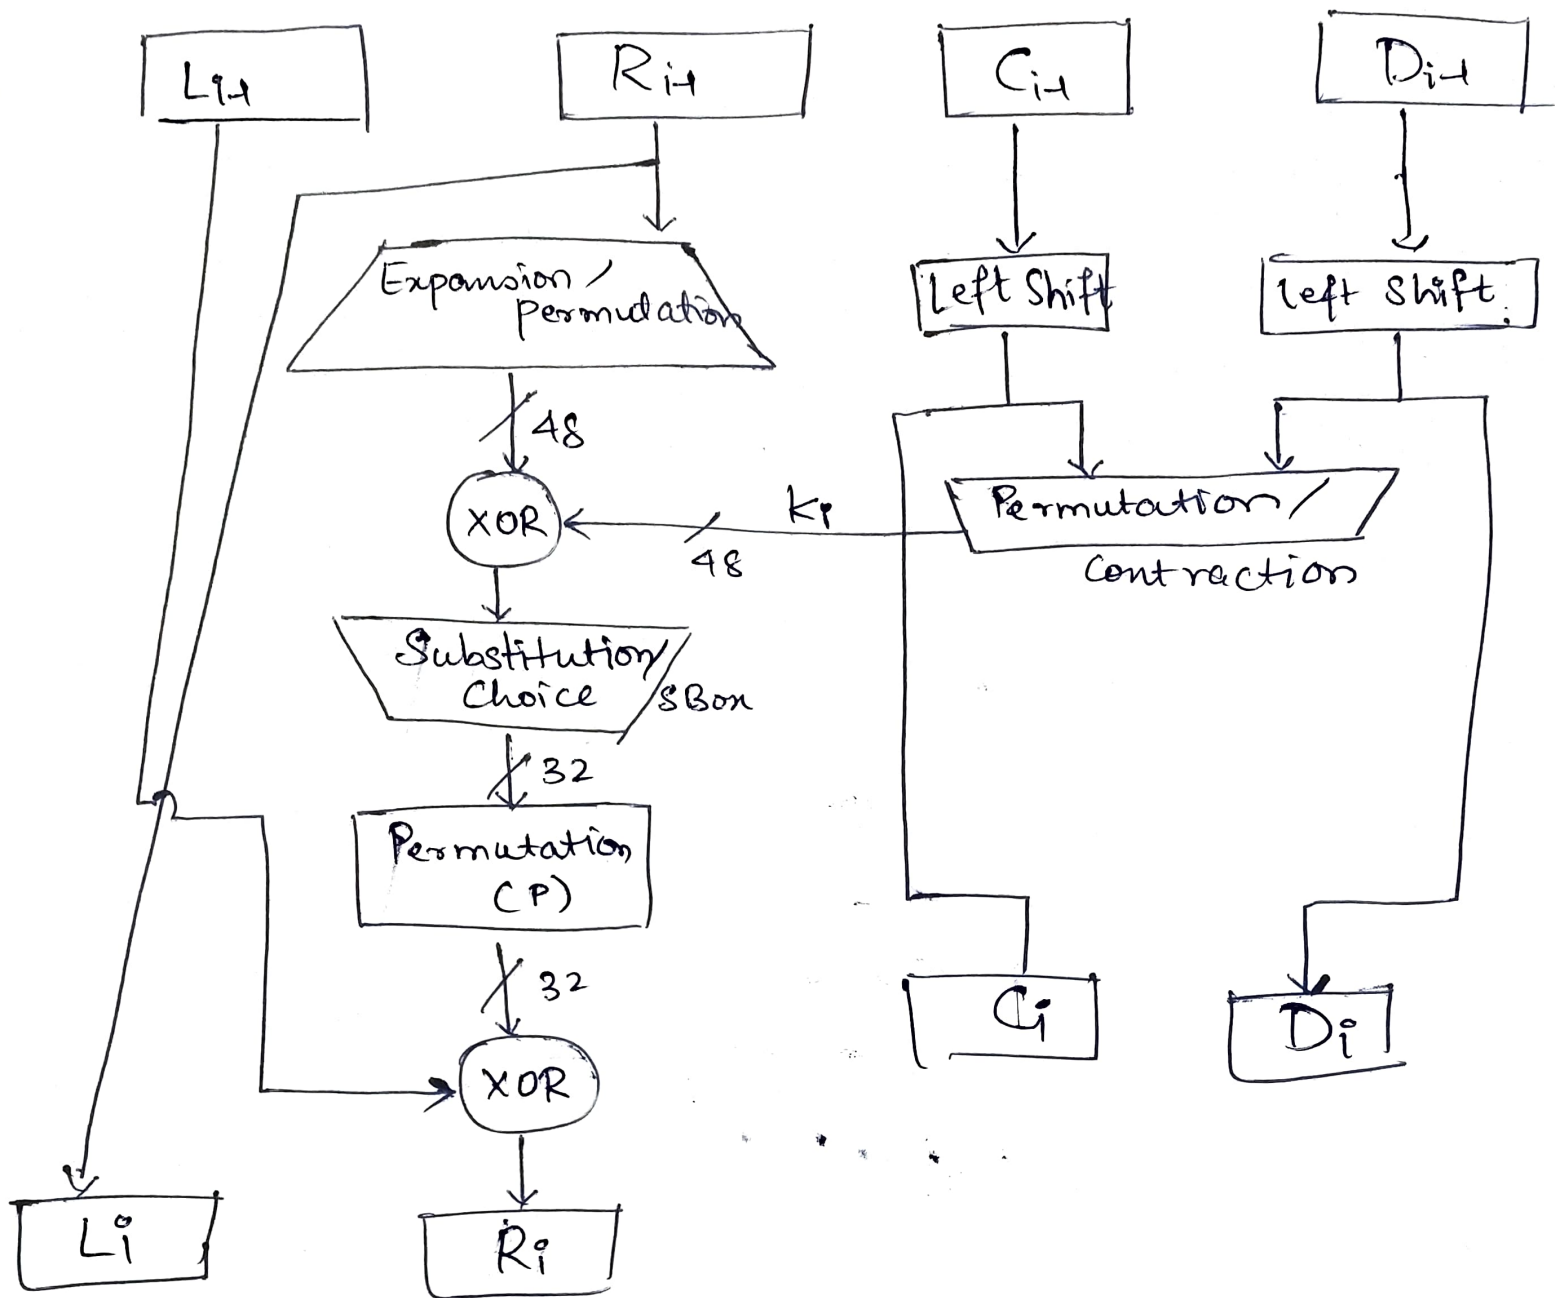 Li-1
Ri-1
Ci-1
Di-1
Expansion/
permutation
Left Shift
left shift
48
XOR
Ki
48
Permutation/
Contraction
Substitution/
Choice
SBox
32
Permutation
(P)
32
Ci
Di
XOR
Li
Ri